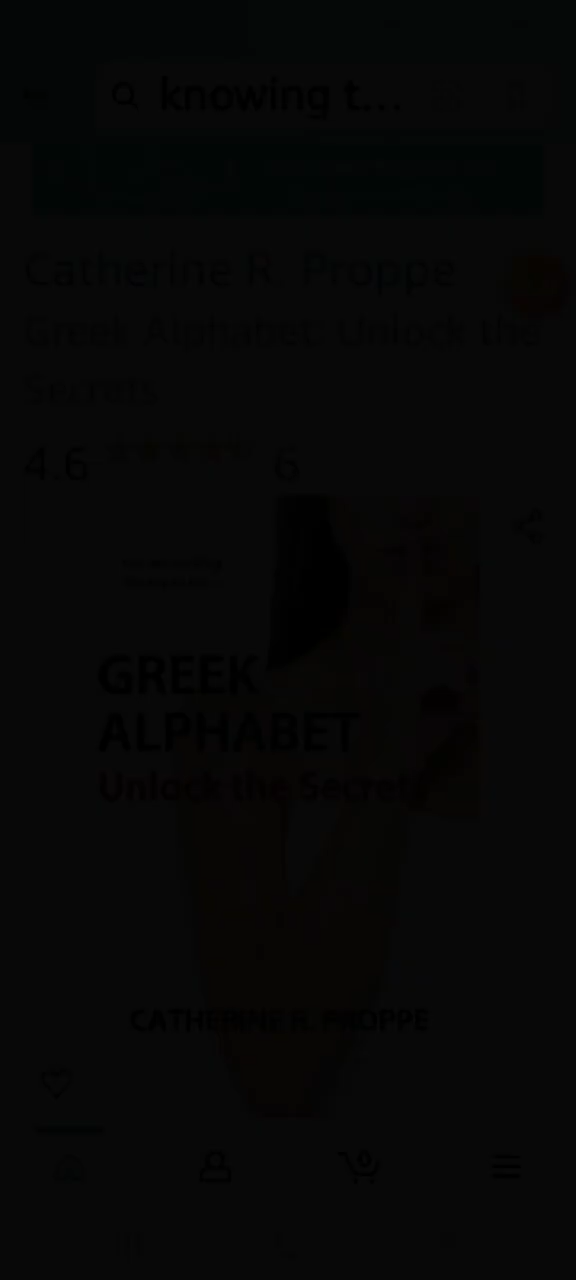 knowing t...
Catherine R. Proppe
Greek Alphabet: Unlock the
Secrets
4.6 6
GREEK
ALPHABET
Unlock the Secrets
CATHERINE R. PROPPE
0